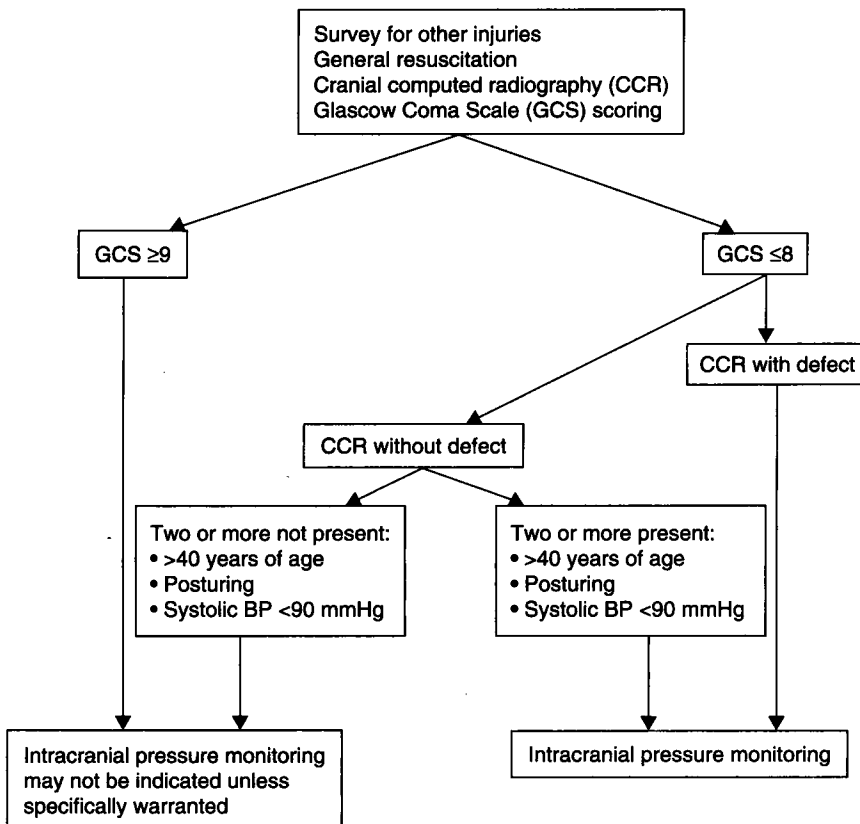 Survey for other injuries
General resuscitation
Cranial computed radiography (CCR)
Glascow Coma Scale (GCS) scoring
GCS ≥9
GCS ≤8
CCR with defect
CCR without defect
Two or more not present:
• >40 years of age
• Posturing
• Systolic BP <90 mmHg
Two or more present:
• >40 years of age
• Posturing
• Systolic BP <90 mmHg
Intracranial pressure monitoring
may not be indicated unless
specifically warranted
Intracranial pressure monitoring